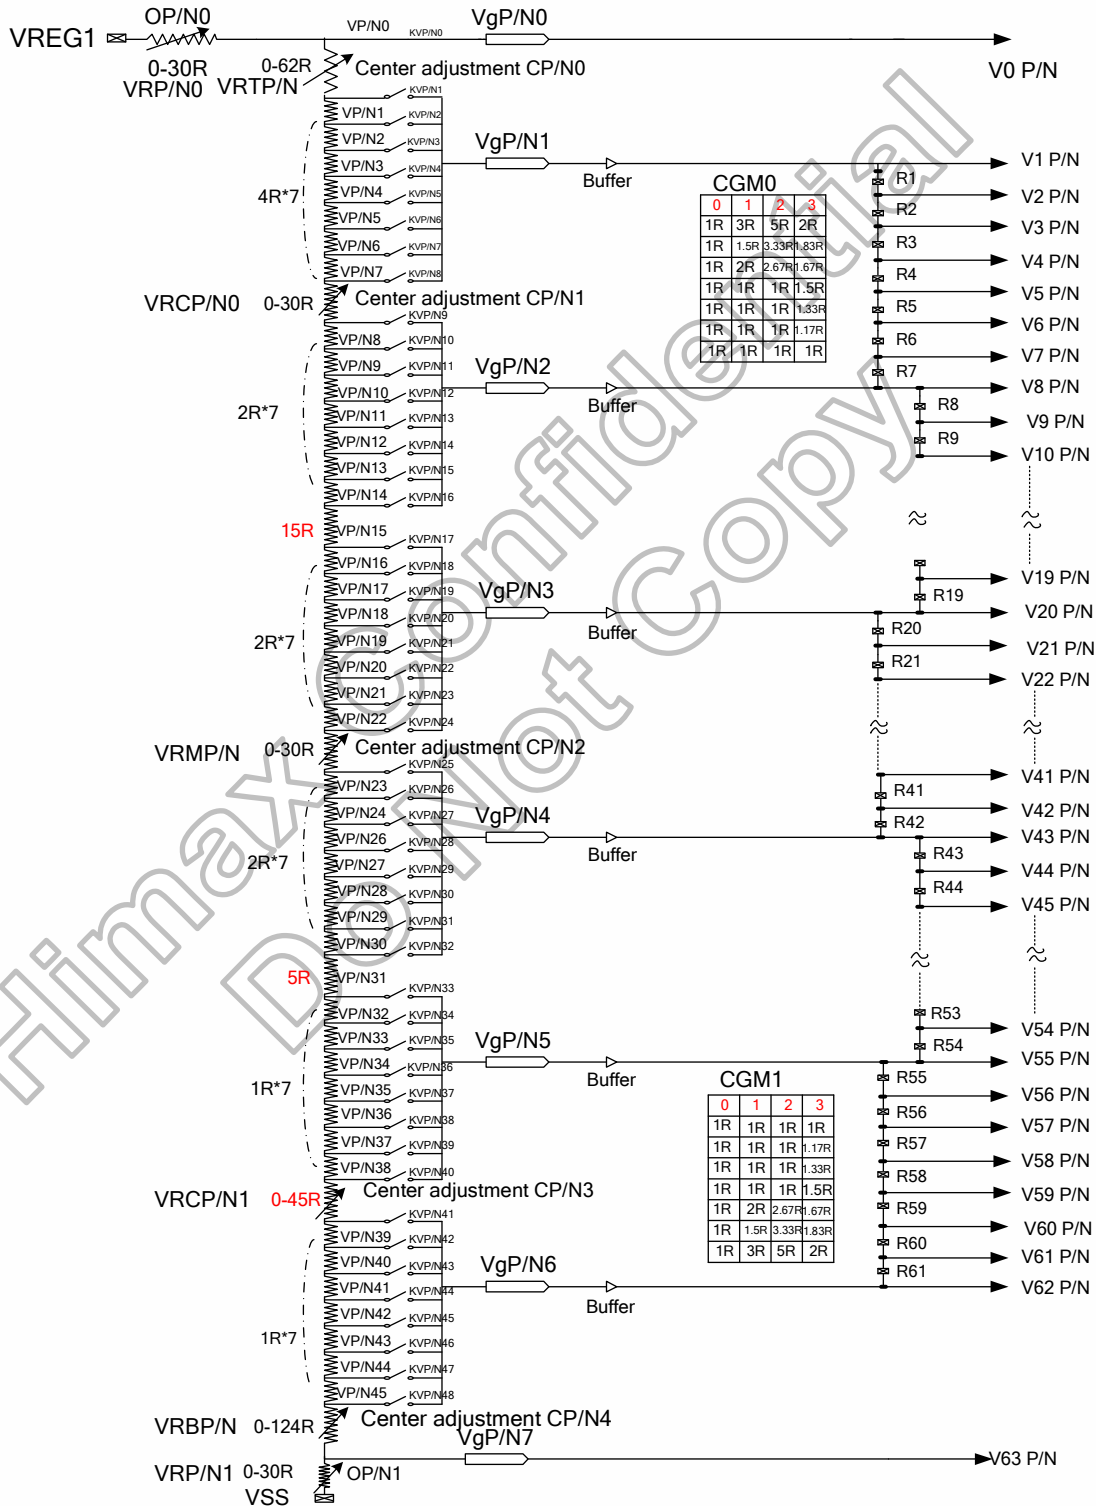 OP/N0
VREG1
VP/N0
KVP/N0
VgP/N0
V0 P/N
0-30R
VRP/N0
0-62R
VRTP/N
Center adjustment CP/N0
KVP/N1
VP/N1
KVP/N2
VP/N2
KVP/N3
VP/N3
KVP/N4
VP/N4
KVP/N5
VP/N5
KVP/N6
VP/N6
KVP/N7
VP/N7
KVP/N8
4R*7
VgP/N1
Buffer
VRCP/N0
0-30R
Center adjustment CP/N1
KVP/N9
VP/N8
KVP/N10
VP/N9
KVP/N11
VP/N10
KVP/N12
VP/N11
KVP/N13
VP/N12
KVP/N14
VP/N13
KVP/N15
VP/N14
KVP/N16
2R*7
VgP/N2
Buffer
15R
VP/N15
KVP/N17
VP/N16
KVP/N18
VP/N17
KVP/N19
VP/N18
KVP/N20
VP/N19
KVP/N21
VP/N20
KVP/N22
VP/N21
KVP/N23
VP/N22
KVP/N24
2R*7
VgP/N3
Buffer
VRMP/N
0-30R
Center adjustment CP/N2
KVP/N25
VP/N23
KVP/N26
VP/N24
KVP/N27
VP/N26
KVP/N28
VP/N27
KVP/N29
VP/N28
KVP/N30
VP/N29
KVP/N31
VP/N30
KVP/N32
2R*7
VgP/N4
Buffer
5R
VP/N31
KVP/N33
VP/N32
KVP/N34
VP/N33
KVP/N35
VP/N34
KVP/N36
VP/N35
KVP/N37
VP/N36
KVP/N38
VP/N37
KVP/N39
VP/N38
KVP/N40
1R*7
VgP/N5
Buffer
VRCP/N1
0-45R
Center adjustment CP/N3
KVP/N41
VP/N39
KVP/N42
VP/N40
KVP/N43
VP/N41
KVP/N44
VP/N42
KVP/N45
VP/N43
KVP/N46
VP/N44
KVP/N47
VP/N45
KVP/N48
1R*7
VgP/N6
Buffer
VRBP/N
0-124R
Center adjustment CP/N4
VgP/N7
V63 P/N
VRP/N1
0-30R
OP/N1
VSS
CGM0
0 1 2 3
1R 3R 5R 2R
1R 1.5R 3.33R 1.83R
1R 2R 2.67R 1.67R
1R 1R 1R 1.5R
1R 1R 1R 1.33R
1R 1R 1R 1.17R
1R 1R 1R 1R
V1 P/N
R1
V2 P/N
R2
V3 P/N
R3
V4 P/N
R4
V5 P/N
R5
V6 P/N
R6
V7 P/N
R7
V8 P/N
R8
V9 P/N
R9
V10 P/N
V19 P/N
R19
V20 P/N
R20
V21 P/N
R21
V22 P/N
V41 P/N
R41
V42 P/N
R42
V43 P/N
R43
V44 P/N
R44
V45 P/N
R53
V54 P/N
R54
V55 P/N
CGM1
0 1 2 3
1R 1R 1R 1R
1R 1R 1R 1.17R
1R 1R 1R 1.33R
1R 1R 1R 1.5R
1R 2R 2.67R 1.67R
1R 1.5R 3.33R 1.83R
1R 3R 5R 2R
R55
V56 P/N
R56
V57 P/N
R57
V58 P/N
R58
V59 P/N
R59
V60 P/N
R60
V61 P/N
R61
V62 P/N
Himax Confidential
Do Not Copy